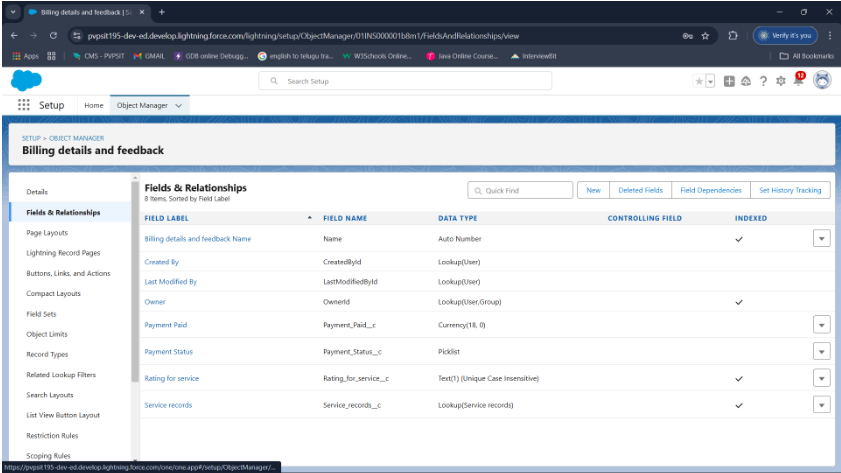 Billing details and feedback | Sa
pvpsit195-dev-ed.develop.lightning.force.com/lightning/setup/ObjectManager/01INS000001b8m1/FieldsAndRelationships/view
Verify it's you
Apps
CMS - PVPSIT
GMAIL
GDB online Debugg...
english to telugu tra...
W3Schools Online...
Java Online Course...
InterviewBit
All Bookmarks
Search Setup
12
Setup
Home
Object Manager
SETUP > OBJECT MANAGER
Billing details and feedback
Details
Fields & Relationships
Page Layouts
Lightning Record Pages
Buttons, Links, and Actions
Compact Layouts
Field Sets
Object Limits
Record Types
Related Lookup Filters
Search Layouts
List View Button Layout
Restriction Rules
Scoping Rules
Fields & Relationships
8 Items, Sorted by Field Label
Quick Find
New
Deleted Fields
Field Dependencies
Set History Tracking
FIELD LABEL FIELD NAME DATA TYPE CONTROLLING FIELD INDEXED
Billing details and feedback Name Name Auto Number
Created By CreatedById Lookup(User)
Last Modified By LastModifiedById Lookup(User)
Owner OwnerId Lookup(User,Group)
Payment Paid Payment_Paid__c Currency(18, 0)
Payment Status Payment_Status__c Picklist
Rating for service Rating_for_service__c Text(1) (Unique Case Insensitive)
Service records Service_records__c Lookup(Service records)
https://pvpsit195-dev-ed.develop.lightning.force.com/one/one.app#/setup/ObjectManager/...